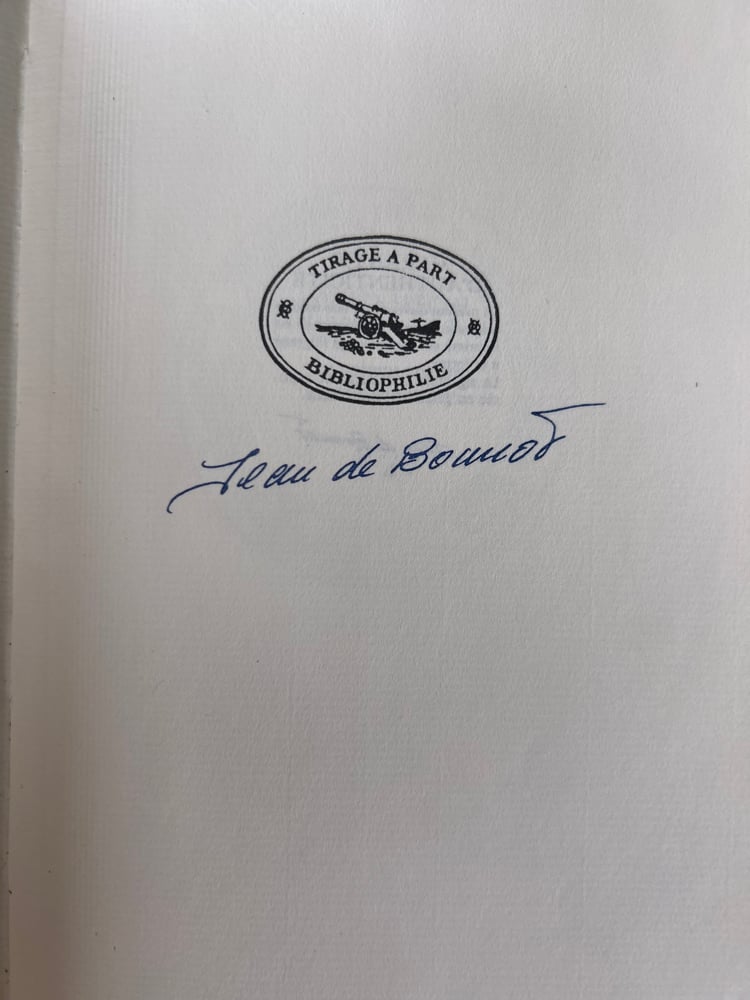 TIRAGE A PART
BIBLIOPHILIE
Jean de Bonnot